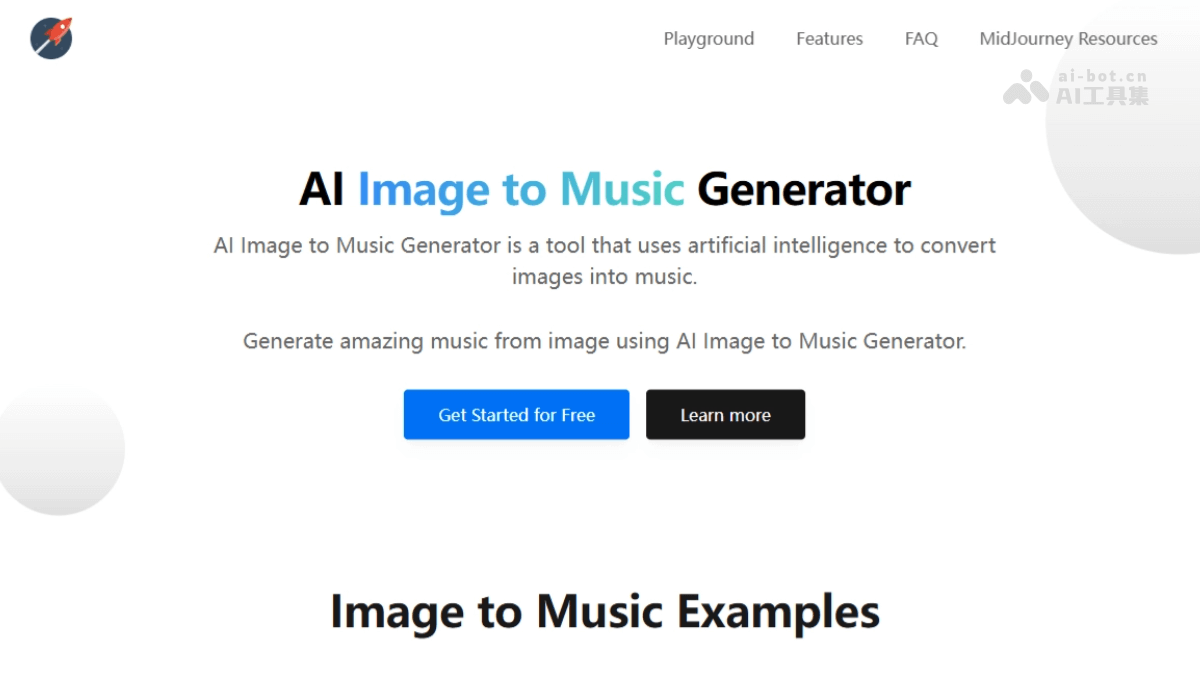 Playground Features FAQ MidJourney Resources
ai-bot.cn
AI工具集
AI Image to Music Generator
AI Image to Music Generator is a tool that uses artificial intelligence to convert
images into music.
Generate amazing music from image using AI Image to Music Generator.
Get Started for Free Learn more
Image to Music Examples